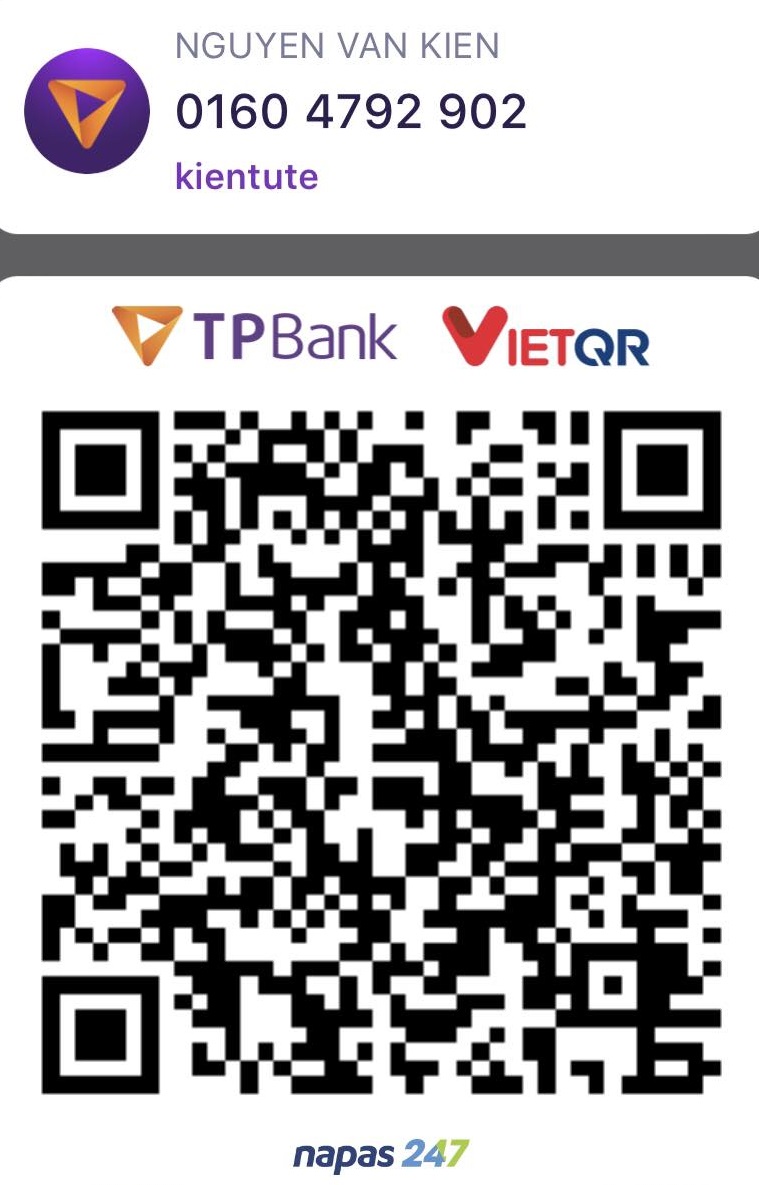 NGUYEN VAN KIEN
0160 4792 902
kientute
TPBank VIETQR
napas 247